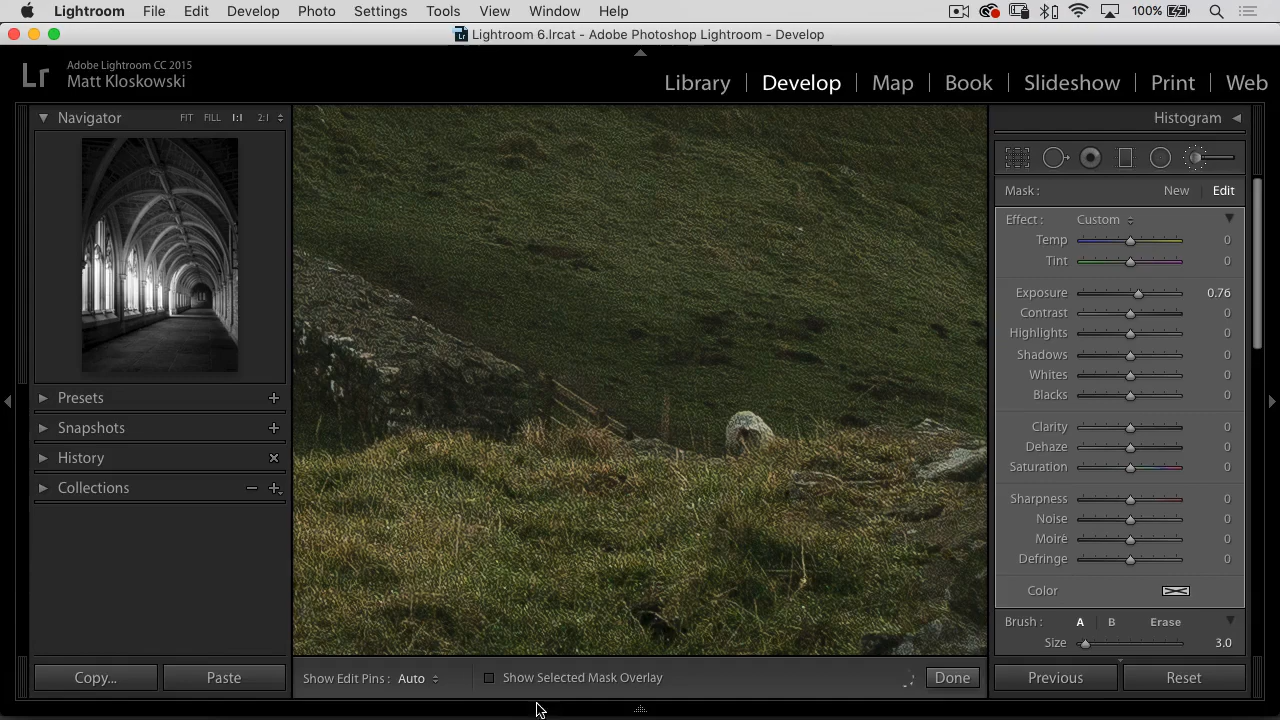 Lightroom File Edit Develop Photo Settings Tools View Window Help 100%
Lightroom 6.lrcat - Adobe Photoshop Lightroom - Develop
Lr Adobe Lightroom CC 2015
Matt Kloskowski
Library | Develop | Map | Book | Slideshow | Print | Web
Navigator FIT FILL 1:1 2:1
Presets
Snapshots
History
Collections
Copy... Paste
Show Edit Pins : Auto Show Selected Mask Overlay Done
Histogram
Mask : New Edit
Effect : Custom
Temp 0
Tint 0
Exposure 0.76
Contrast 0
Highlights 0
Shadows 0
Whites 0
Blacks 0
Clarity 0
Dehaze 0
Saturation 0
Sharpness 0
Noise 0
Moiré 0
Defringe 0
Color
Brush : A B Erase
Size 3.0
Previous Reset